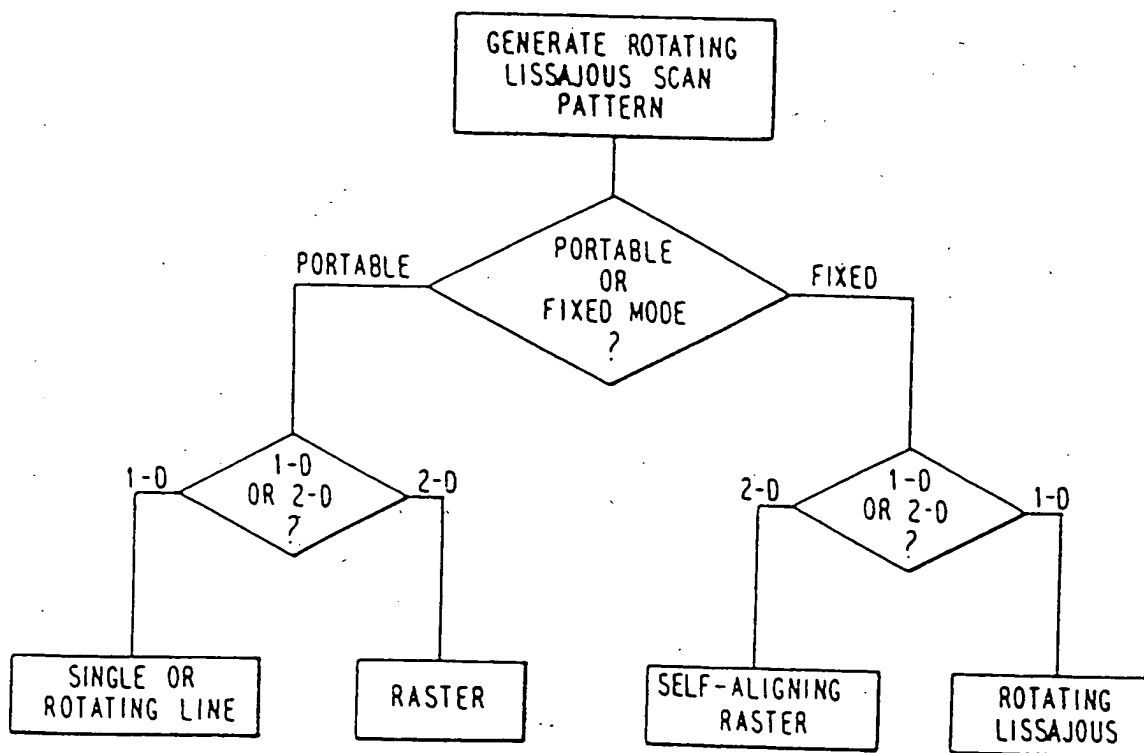 GENERATE ROTATING
LISSAJOUS SCAN
PATTERN
PORTABLE
OR
FIXED MODE
?
PORTABLE
FIXED
1-D
OR 2-D
?
1-D
2-D
1-D
OR 2-D
?
2-D
1-D
SINGLE OR
ROTATING LINE
RASTER
SELF-ALIGNING
RASTER
ROTATING
LISSAJOUS